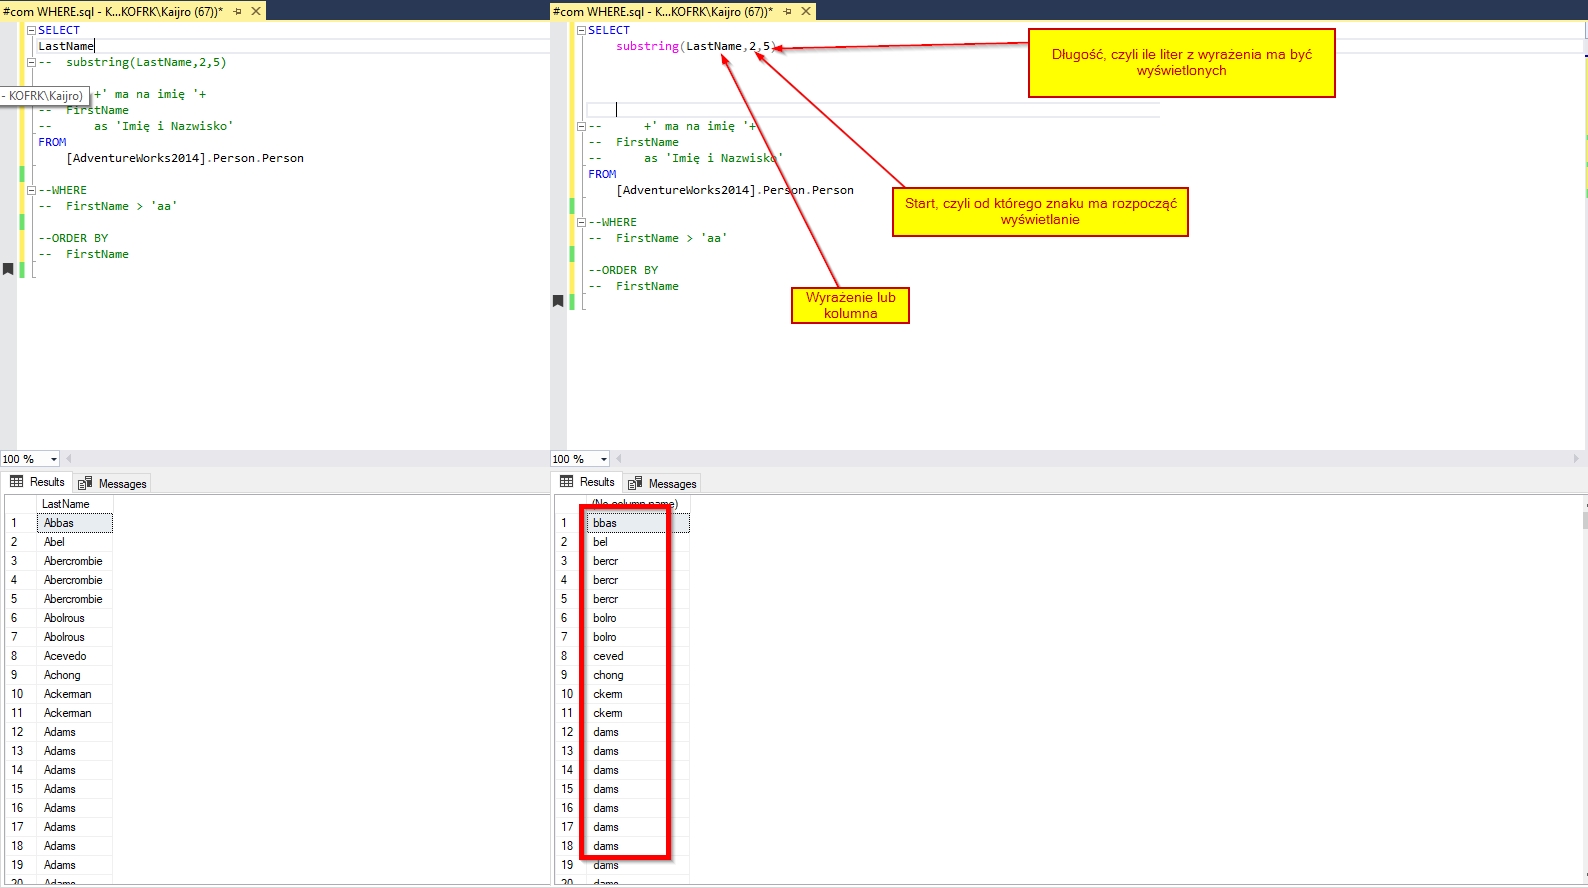 #com WHERE.sql - K...KOFRK\Kaijro (67))*
SELECT
LastName
--  substring(LastName,2,5)
- KOFRK\Kaijro)
+' ma na imię '+
--  FirstName
--      as 'Imię i Nazwisko'
FROM
[AdventureWorks2014].Person.Person
--WHERE
--  FirstName > 'aa'
--ORDER BY
--  FirstName
100 %
Results
Messages
LastName
1 Abbas
2 Abel
3 Abercrombie
4 Abercrombie
5 Abercrombie
6 Abolrous
7 Abolrous
8 Acevedo
9 Achong
10 Ackerman
11 Ackerman
12 Adams
13 Adams
14 Adams
15 Adams
16 Adams
17 Adams
18 Adams
19 Adams
20 Adams
#com WHERE.sql - K...KOFRK\Kaijro (67))*
SELECT
substring(LastName,2,5)
--      +' ma na imię '+
--  FirstName
--      as 'Imię i Nazwisko'
FROM
[AdventureWorks2014].Person.Person
--WHERE
--  FirstName > 'aa'
--ORDER BY
--  FirstName
Długość, czyli ile liter z wyrażenia ma być
wyświetlonych
Start, czyli od którego znaku ma rozpocząć
wyświetlanie
Wyrażenie lub
kolumna
100 %
Results
Messages
(No column name)
1 bbas
2 bel
3 bercr
4 bercr
5 bercr
6 bolro
7 bolro
8 ceved
9 chong
10 ckerm
11 ckerm
12 dams
13 dams
14 dams
15 dams
16 dams
17 dams
18 dams
19 dams
20 dams